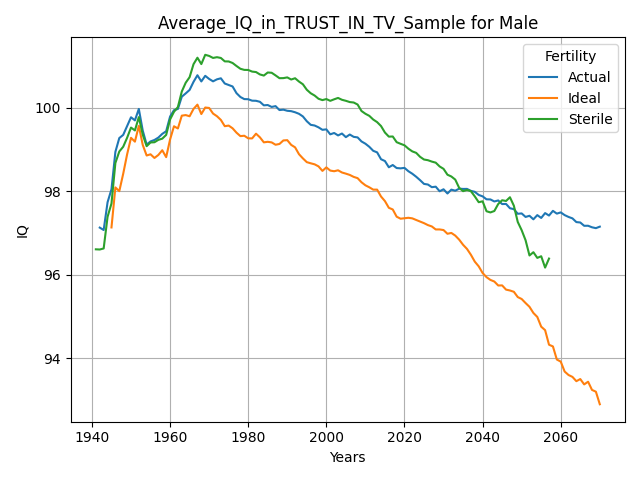 Average_IQ_in_TRUST_IN_TV_Sample for Male
Fertility
Actual
Ideal
Sterile
IQ
100
98
96
94
1940
1960
1980
2000
2020
2040
2060
Years